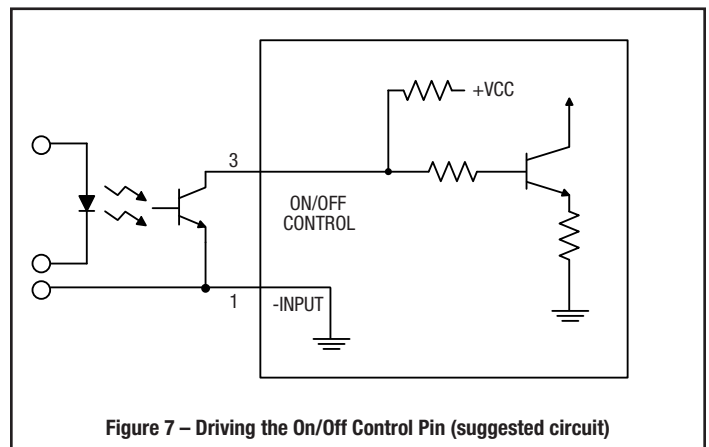 +VCC
3
ON/OFF
CONTROL
1
-INPUT
Figure 7 – Driving the On/Off Control Pin (suggested circuit)